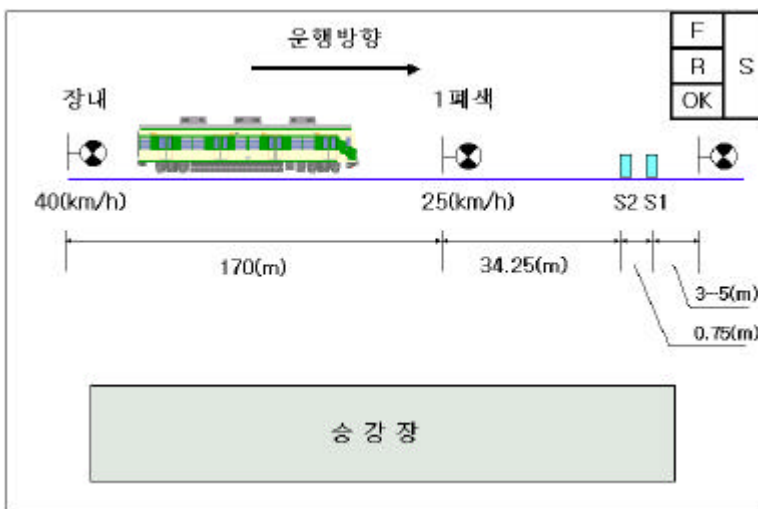 운행방향
F
R
S
OK
장내
1폐색
40(km/h)
25(km/h)
S2 S1
170(m)
34.25(m)
3-5(m)
0.75(m)
승 강 장